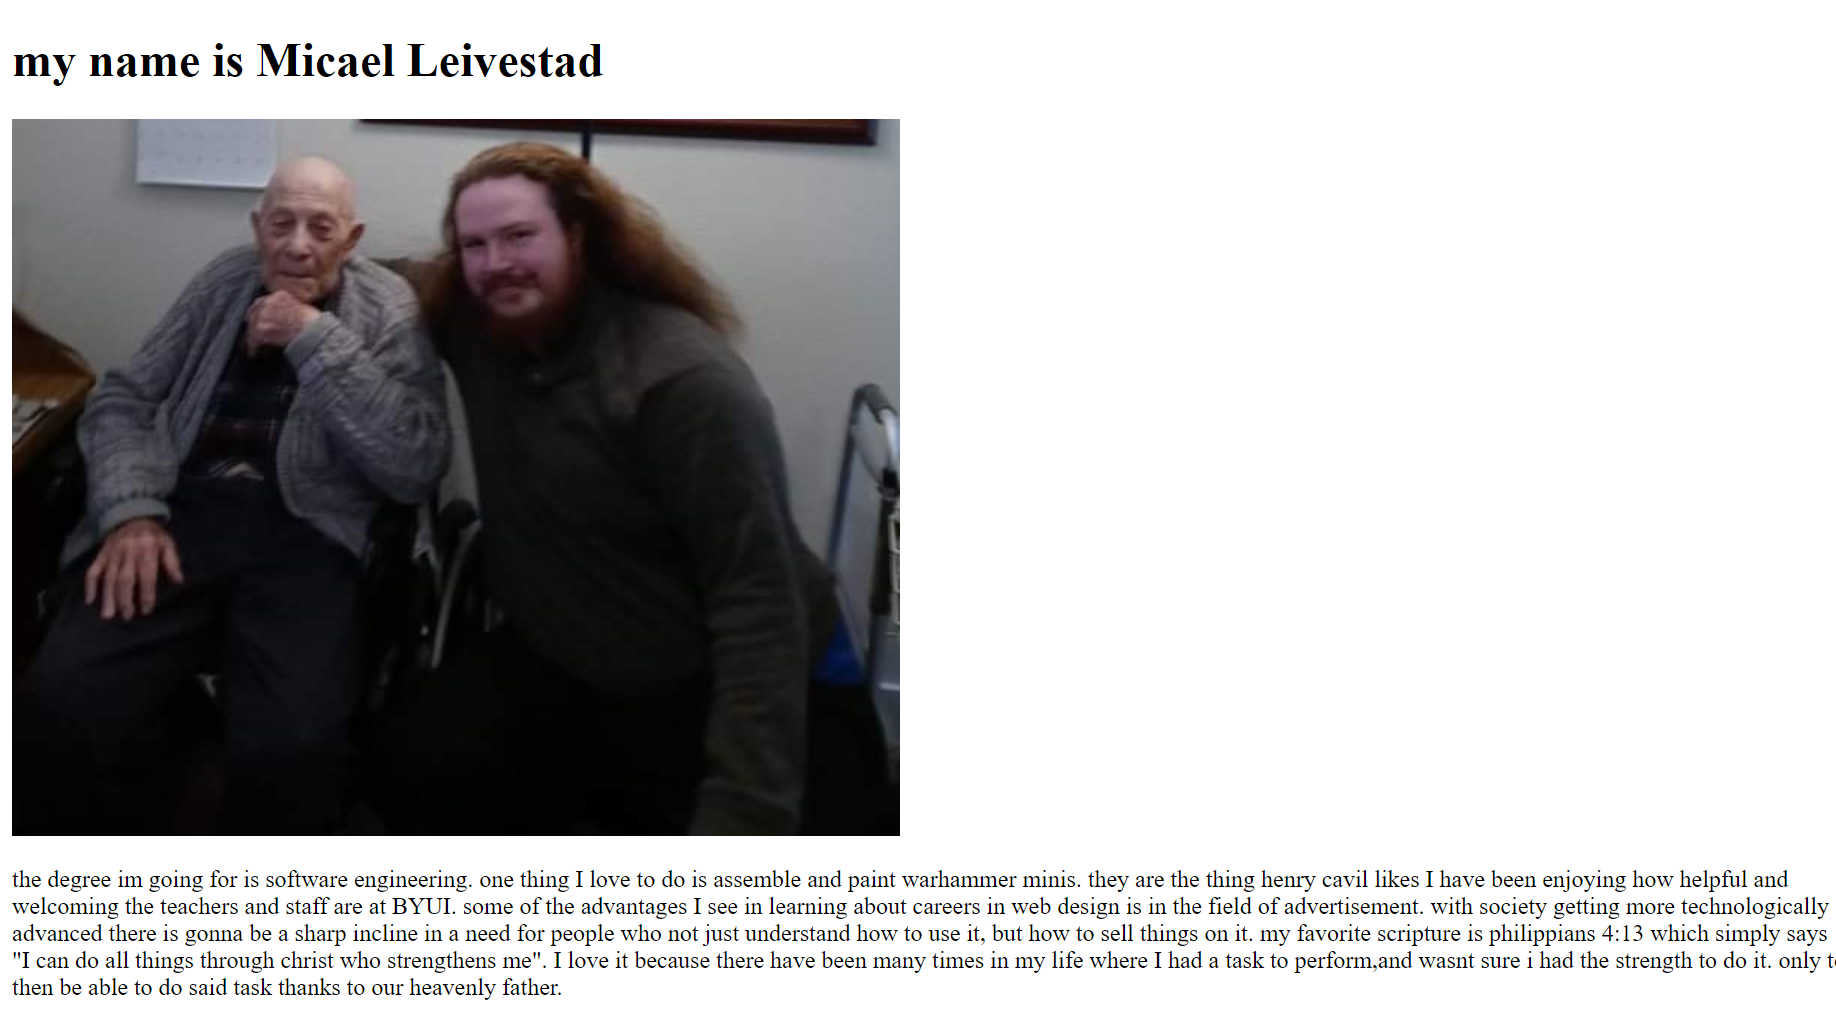 my name is Micael Leivestad
the degree im going for is software engineering. one thing I love to do is assemble and paint warhammer minis. they are the thing henry cavil likes I have been enjoying how helpful and
welcoming the teachers and staff are at BYUI. some of the advantages I see in learning about careers in web design is in the field of advertisement. with society getting more technologically
advanced there is gonna be a sharp incline in a need for people who not just understand how to use it, but how to sell things on it. my favorite scripture is philippians 4:13 which simply says
"I can do all things through christ who strengthens me". I love it because there have been many times in my life where I had a task to perform,and wasnt sure i had the strength to do it. only to
then be able to do said task thanks to our heavenly father.